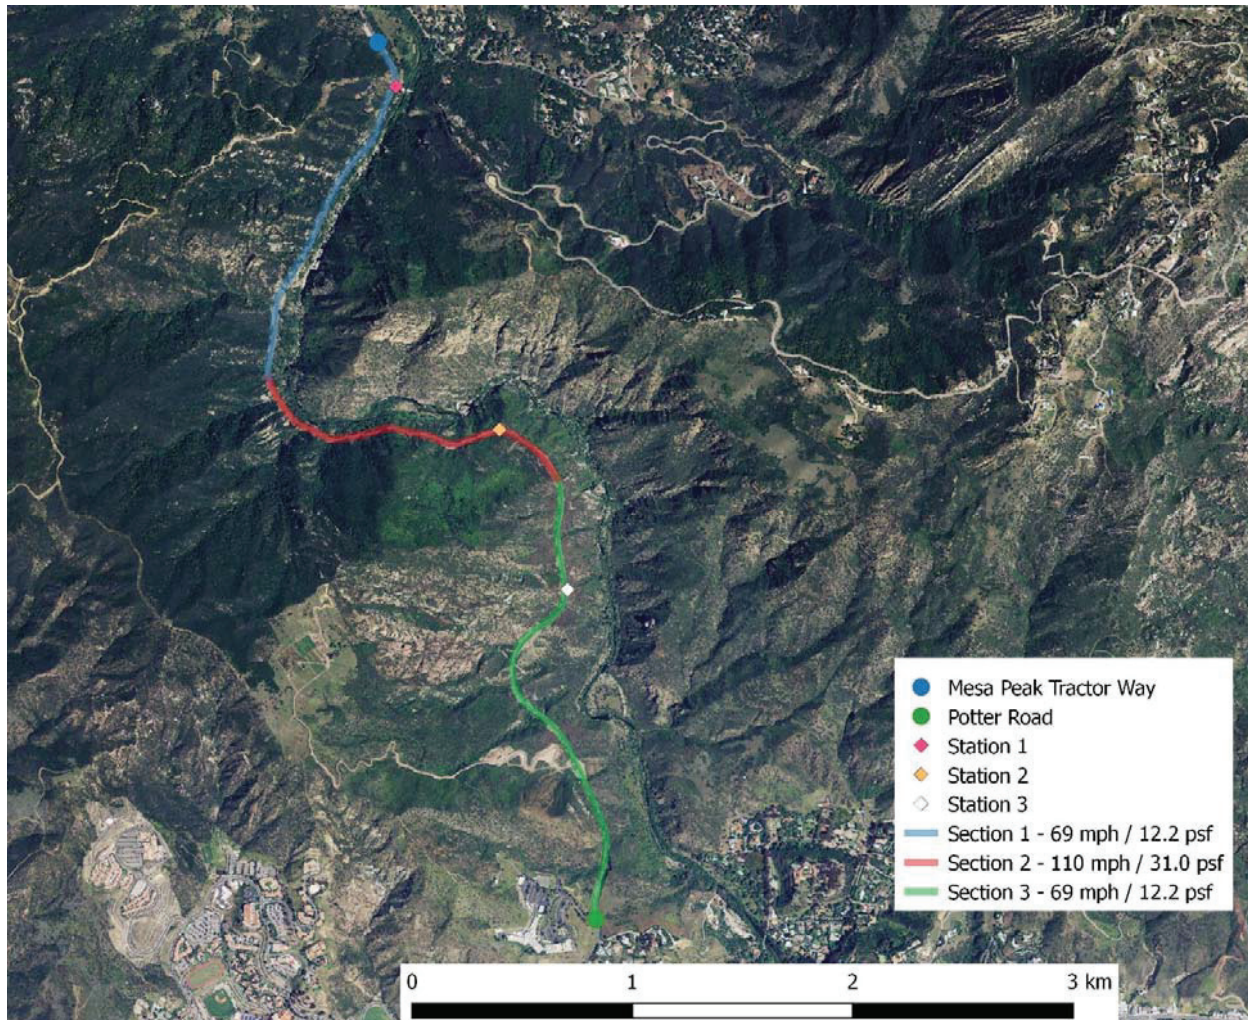 Mesa Peak Tractor Way
Potter Road
Station 1
Station 2
Station 3
Section 1 - 69 mph / 12.2 psf
Section 2 - 110 mph / 31.0 psf
Section 3 - 69 mph / 12.2 psf
0 1 2 3 km